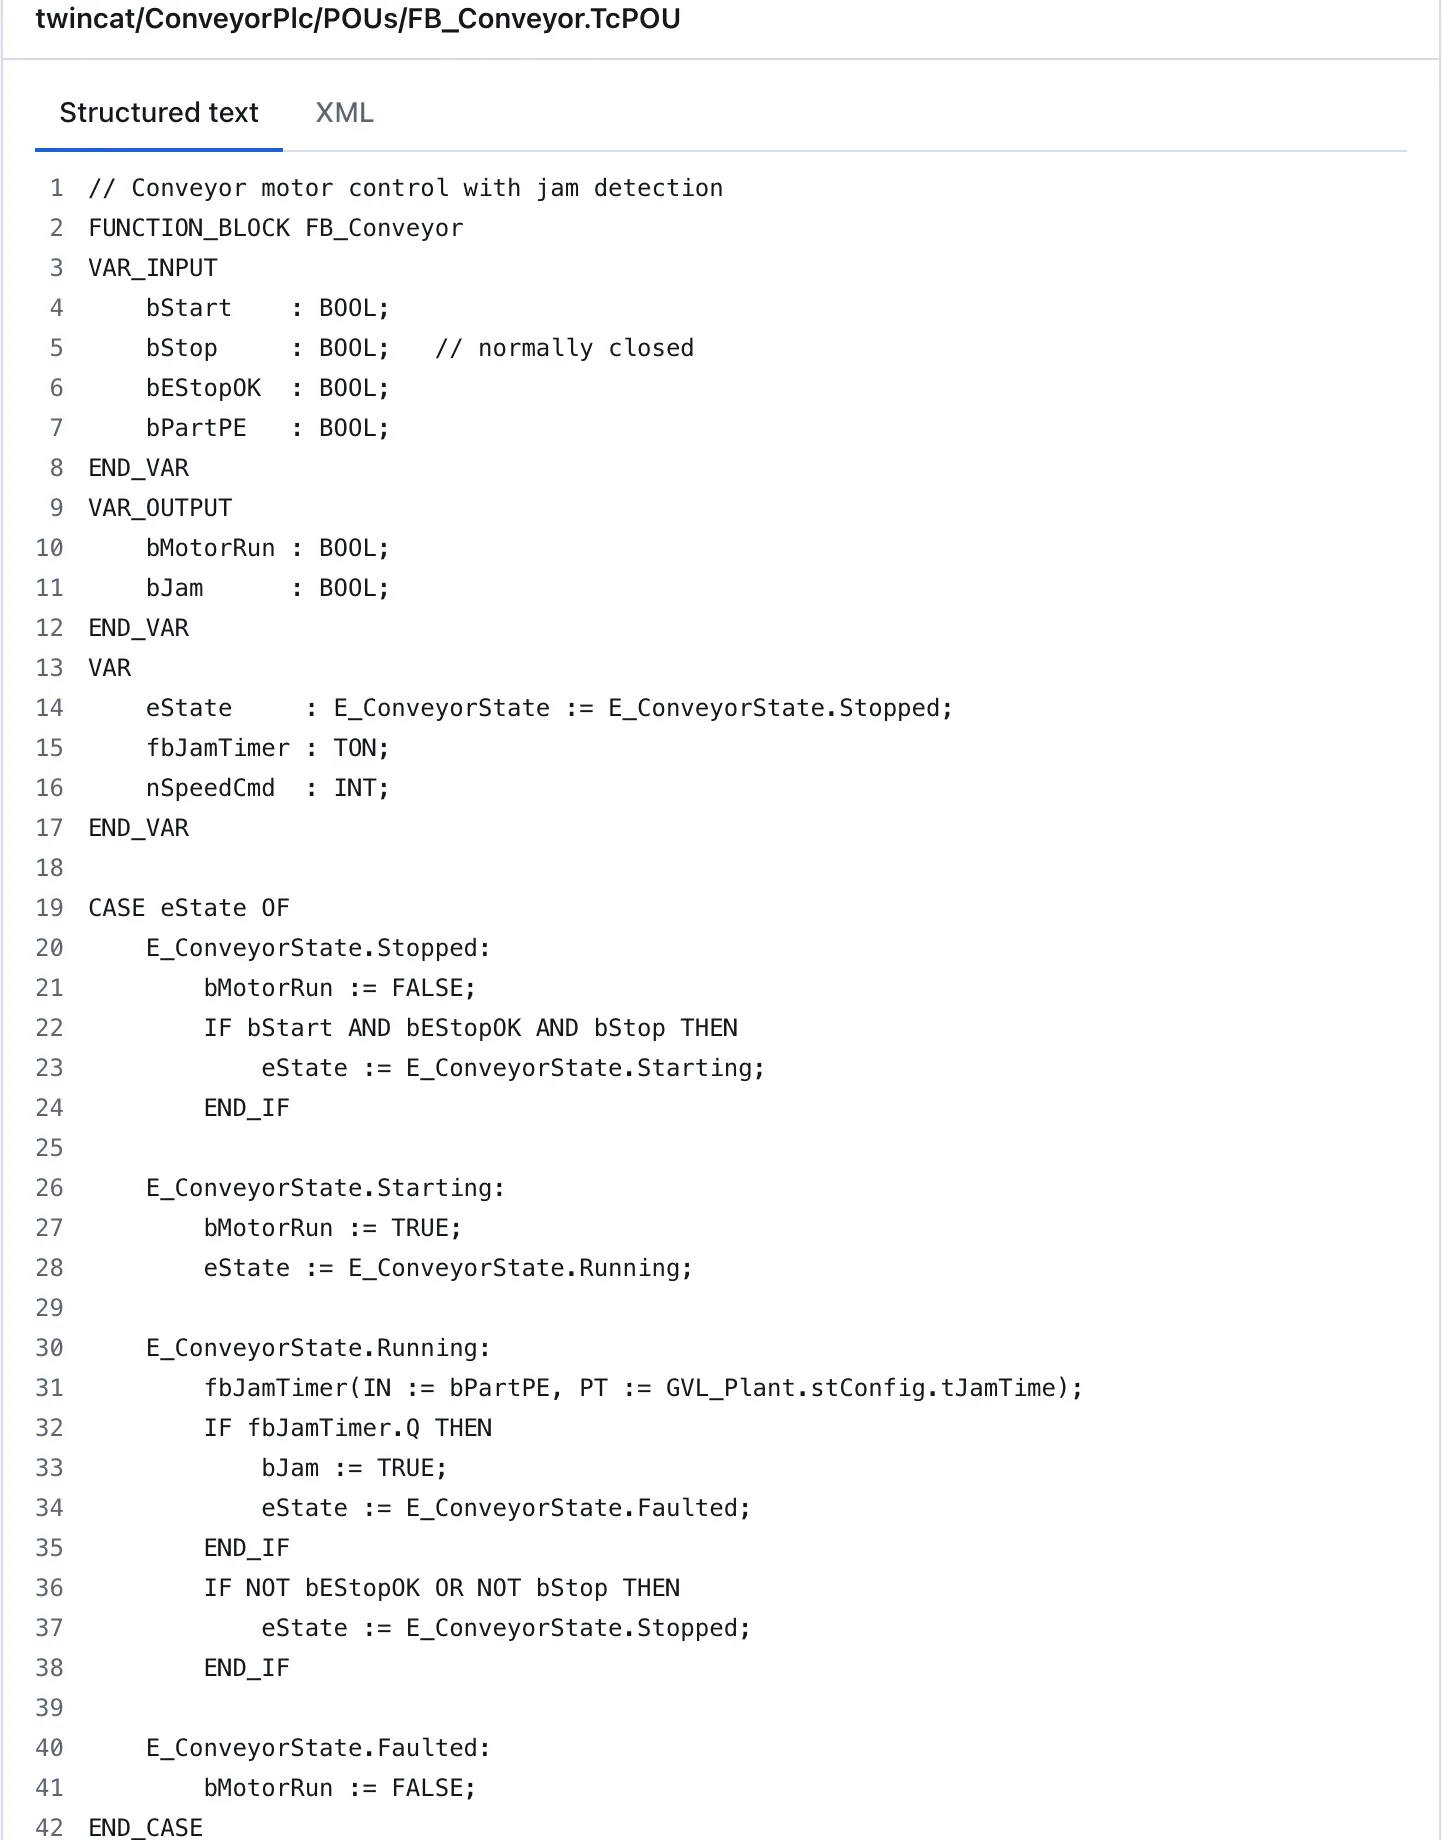 twincat/ConveyorPlc/POUs/FB_Conveyor.TcPOU
Structured text XML
1 // Conveyor motor control with jam detection
2 FUNCTION_BLOCK FB_Conveyor
3 VAR_INPUT
4     bStart    : BOOL;
5     bStop     : BOOL;   // normally closed
6     bEStopOK  : BOOL;
7     bPartPE   : BOOL;
8 END_VAR
9 VAR_OUTPUT
10     bMotorRun : BOOL;
11     bJam      : BOOL;
12 END_VAR
13 VAR
14     eState     : E_ConveyorState := E_ConveyorState.Stopped;
15     fbJamTimer : TON;
16     nSpeedCmd  : INT;
17 END_VAR
18
19 CASE eState OF
20     E_ConveyorState.Stopped:
21         bMotorRun := FALSE;
22         IF bStart AND bEStopOK AND bStop THEN
23             eState := E_ConveyorState.Starting;
24         END_IF
25
26     E_ConveyorState.Starting:
27         bMotorRun := TRUE;
28         eState := E_ConveyorState.Running;
29
30     E_ConveyorState.Running:
31         fbJamTimer(IN := bPartPE, PT := GVL_Plant.stConfig.tJamTime);
32         IF fbJamTimer.Q THEN
33             bJam := TRUE;
34             eState := E_ConveyorState.Faulted;
35         END_IF
36         IF NOT bEStopOK OR NOT bStop THEN
37             eState := E_ConveyorState.Stopped;
38         END_IF
39
40     E_ConveyorState.Faulted:
41         bMotorRun := FALSE;
42 END_CASE